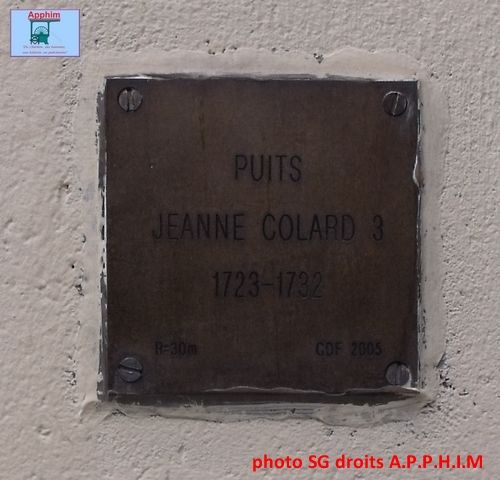 Apphim
PUITS
JEANNE COLARD 3
1723-1732
R=30m
CDF 2005
photo SG droits A.P.P.H.I.M